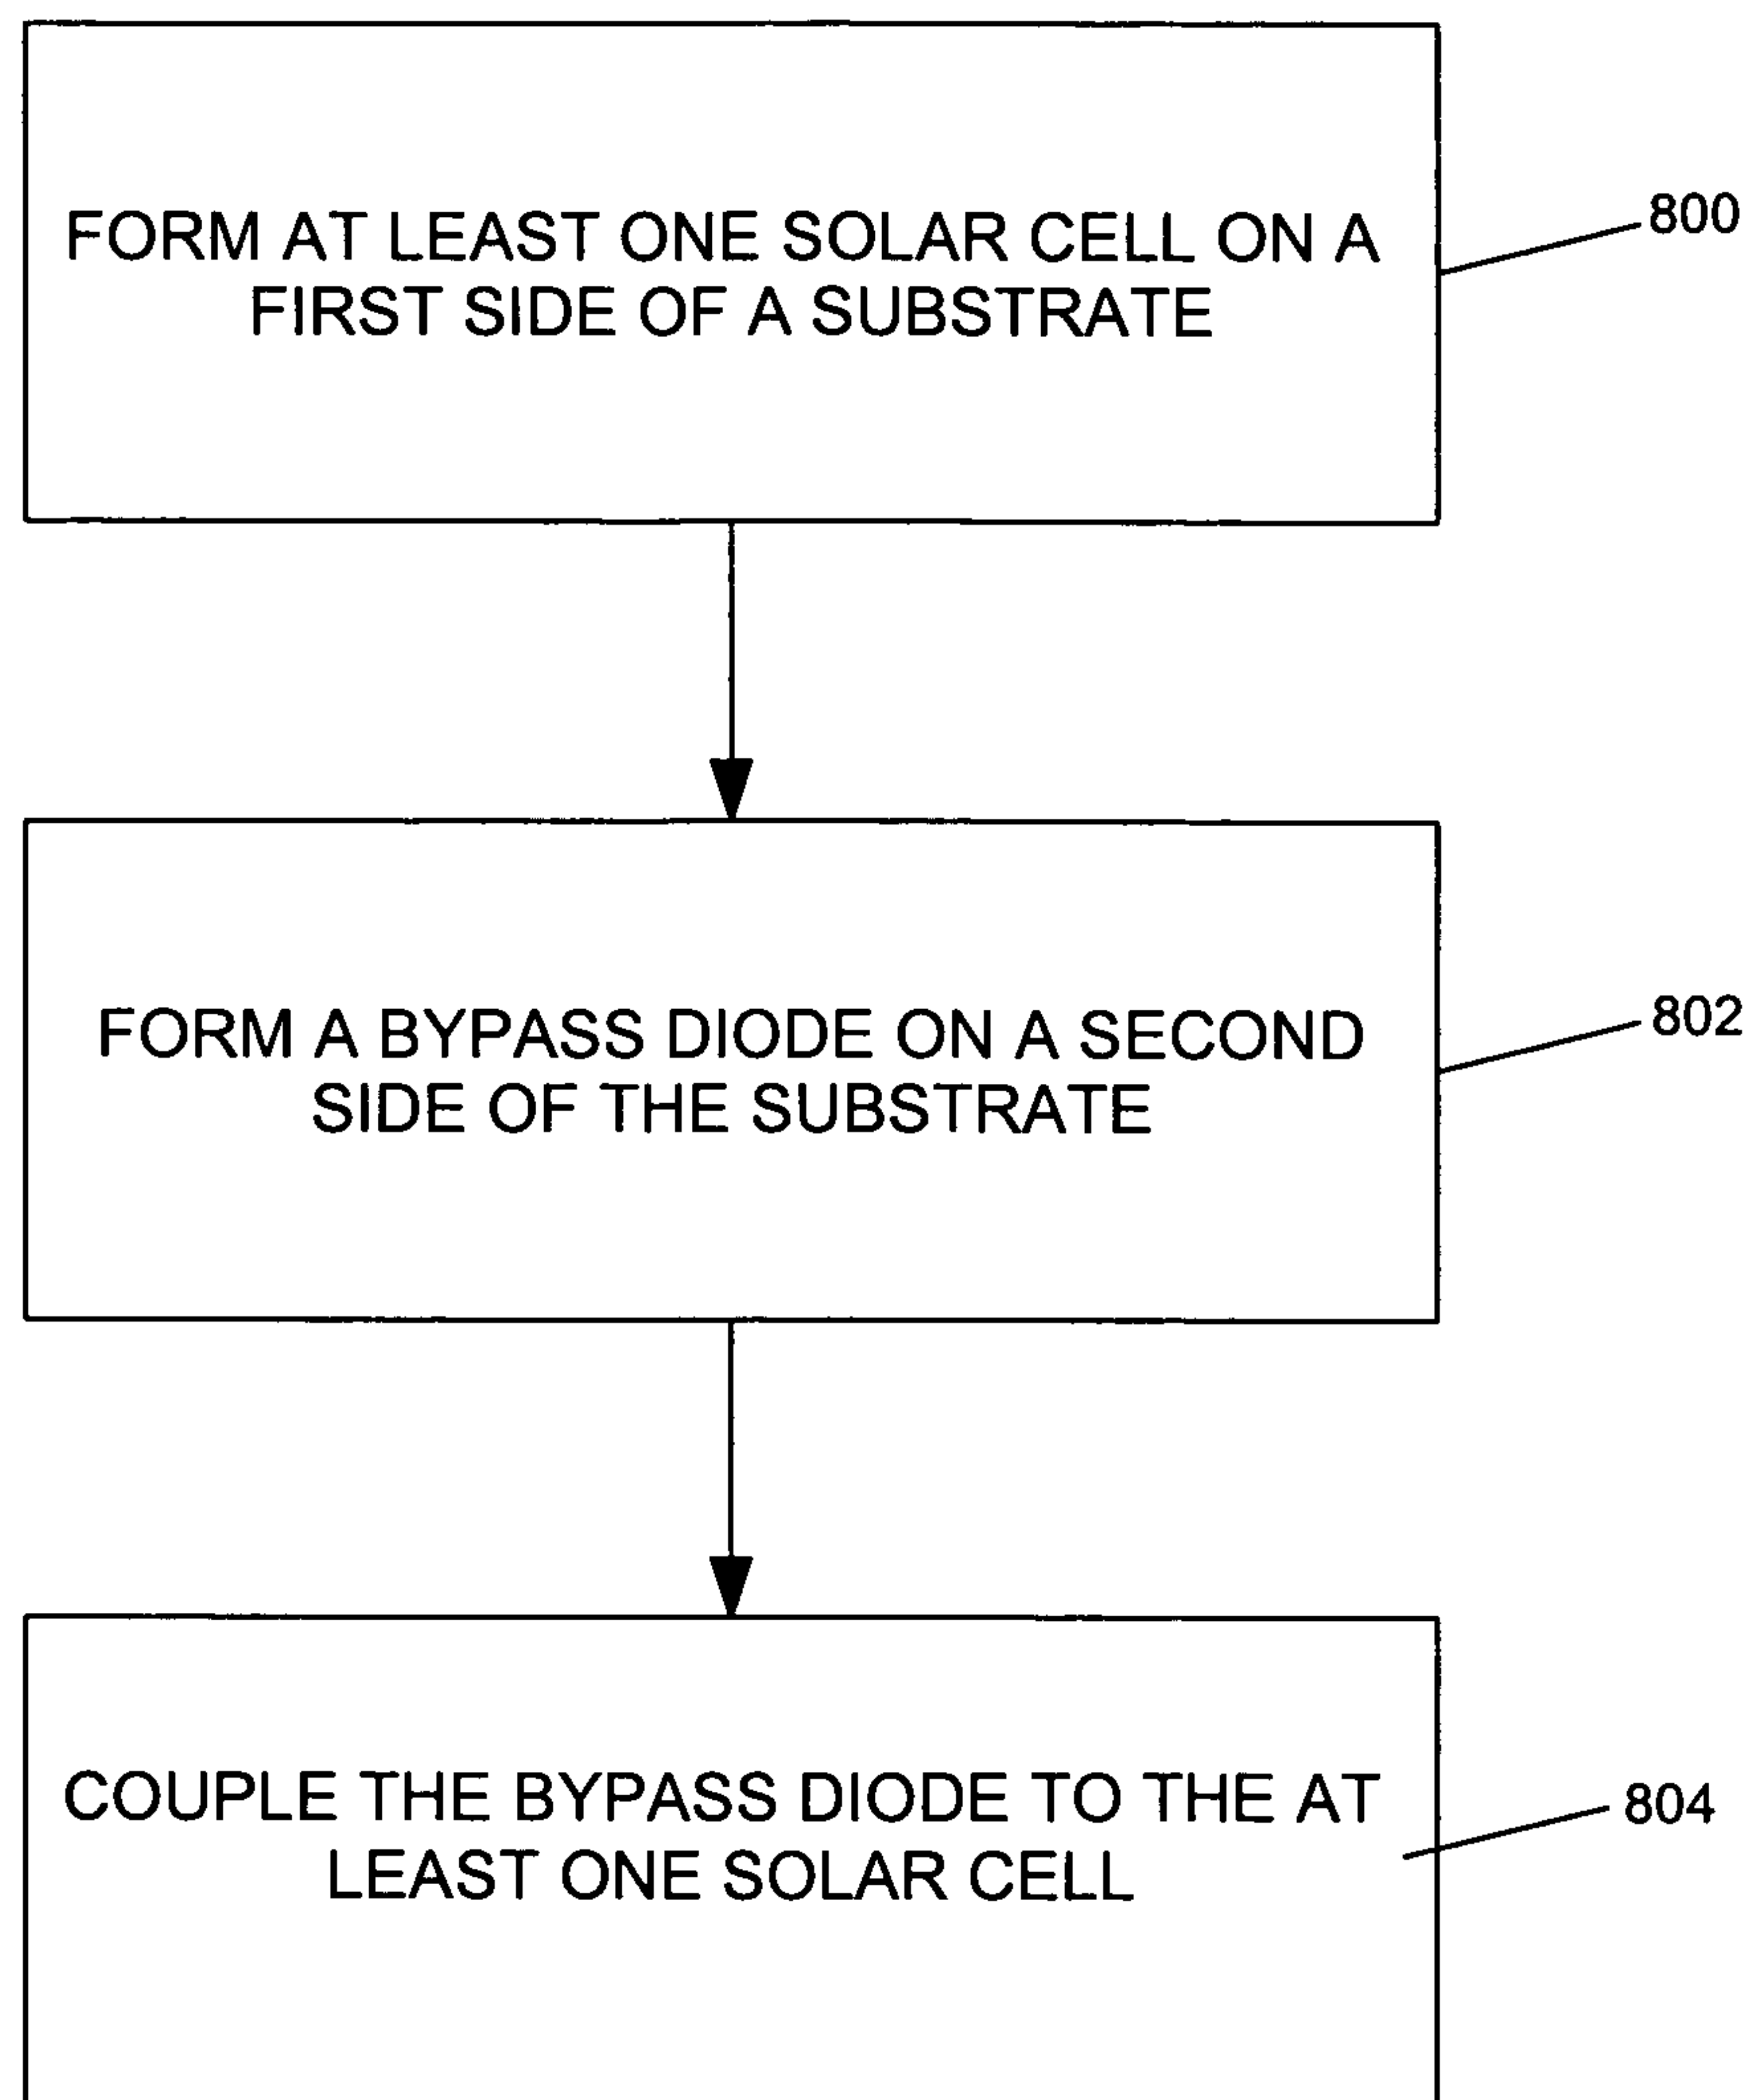 FORM AT LEAST ONE SOLAR CELL ON A
FIRST SIDE OF A SUBSTRATE
800
FORM A BYPASS DIODE ON A SECOND
SIDE OF THE SUBSTRATE
802
COUPLE THE BYPASS DIODE TO THE AT
LEAST ONE SOLAR CELL
804